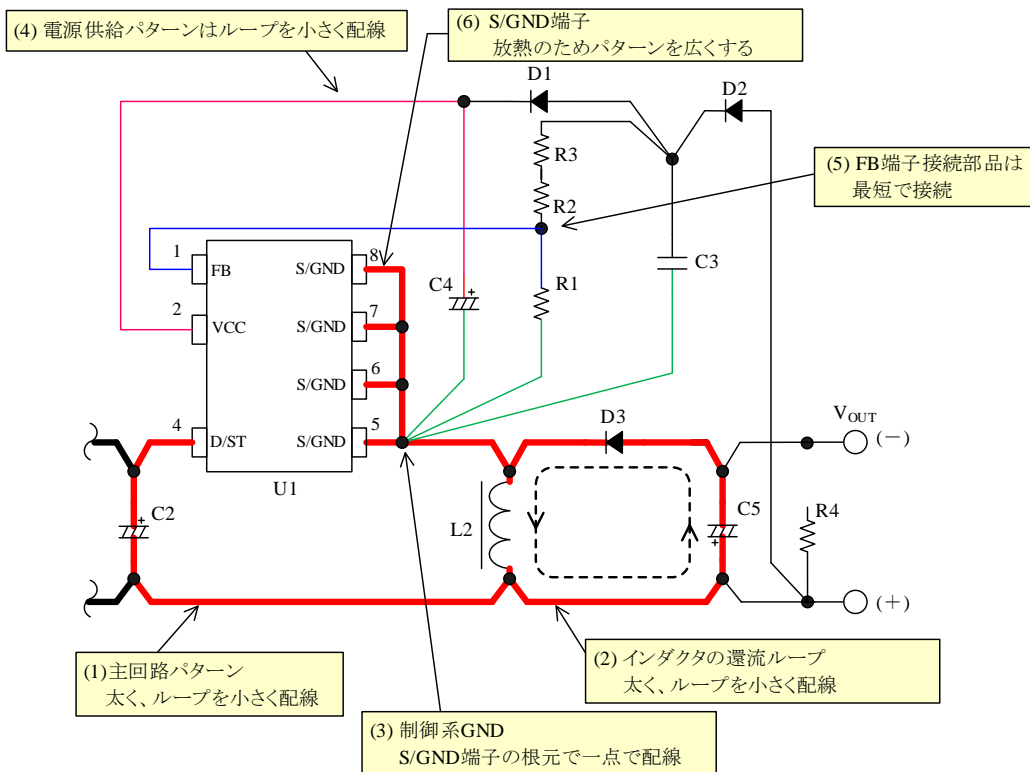 (4) 電源供給パターンはループを小さく配線
(6) S/GND端子
放熱のためパターンを広くする
D1
D2
R3
(5) FB端子接続部品は
最短で接続
R2
1
8
FB
S/GND
C4
+
R1
C3
2
7
VCC
S/GND
6
S/GND
4
5
D/ST
S/GND
D3
VOUT
(−)
U1
C2
+
L2
C5
+
R4
(+)
(1)主回路パターン
太く、ループを小さく配線
(2) インダクタの還流ループ
太く、ループを小さく配線
(3) 制御系GND
S/GND端子の根元で一点で配線